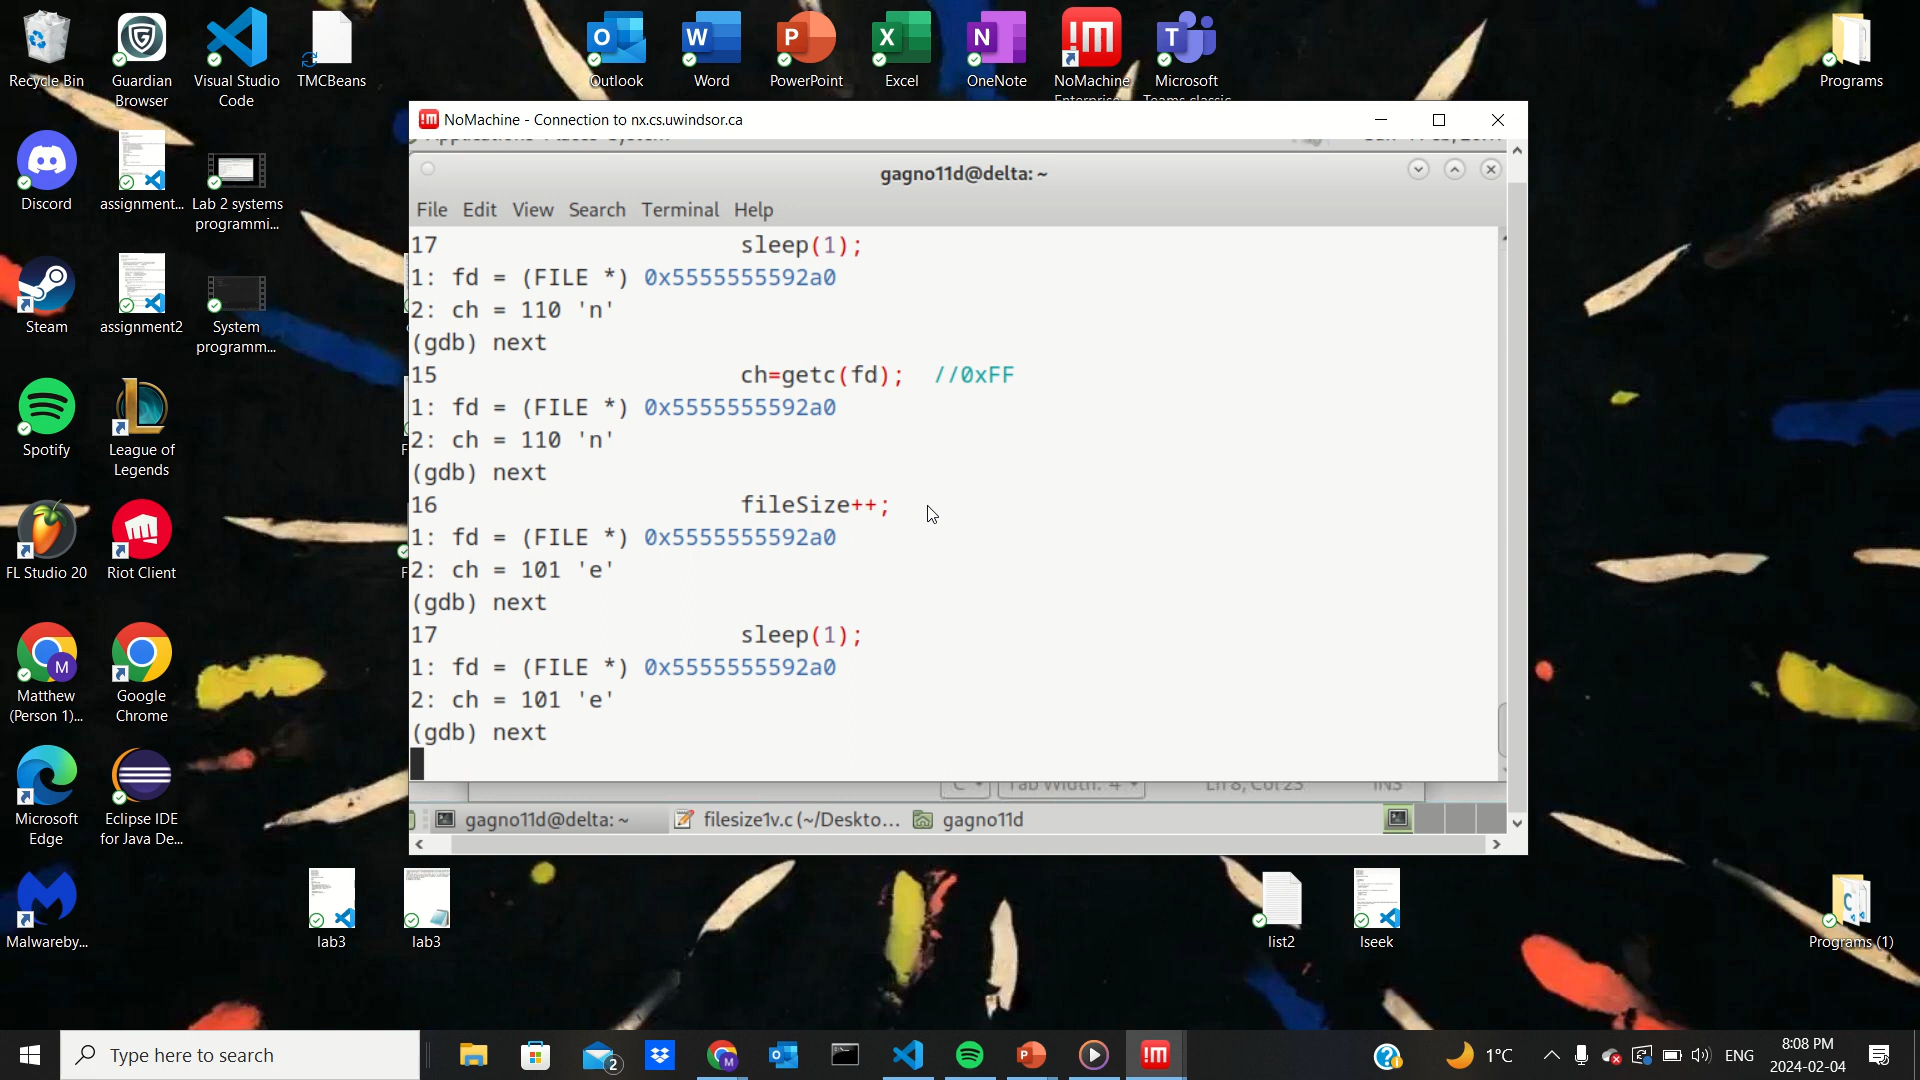 Recycle Bin
Guardian
Browser
Visual Studio
Code
TMCBeans
Outlook
Word
PowerPoint
Excel
OneNote
NoMachine
Microsoft
Programs
NoMachine - Connection to nx.cs.uwindsor.ca
gagno11d@delta: ~
File Edit View Search Terminal Help
17 sleep(1);
1: fd = (FILE *) 0x5555555592a0
2: ch = 110 'n'
(gdb) next
15 ch=getc(fd); //0xFF
1: fd = (FILE *) 0x5555555592a0
2: ch = 110 'n'
(gdb) next
16 fileSize++;
1: fd = (FILE *) 0x5555555592a0
2: ch = 101 'e'
(gdb) next
17 sleep(1);
1: fd = (FILE *) 0x5555555592a0
2: ch = 101 'e'
(gdb) next
gagno11d@delta: ~
filesize1v.c (~/Deskto...
gagno11d
Discord
assignment...
Lab 2 systems
programmi...
Steam
assignment2
System
programm...
Spotify
League of
Legends
FL Studio 20
Riot Client
Matthew
(Person 1)...
Google
Chrome
Microsoft
Edge
Eclipse IDE
for Java De...
Malwareby...
lab3
lab3
list2
lseek
Programs (1)
Type here to search
2
1°C
ENG
8:08 PM
2024-02-04